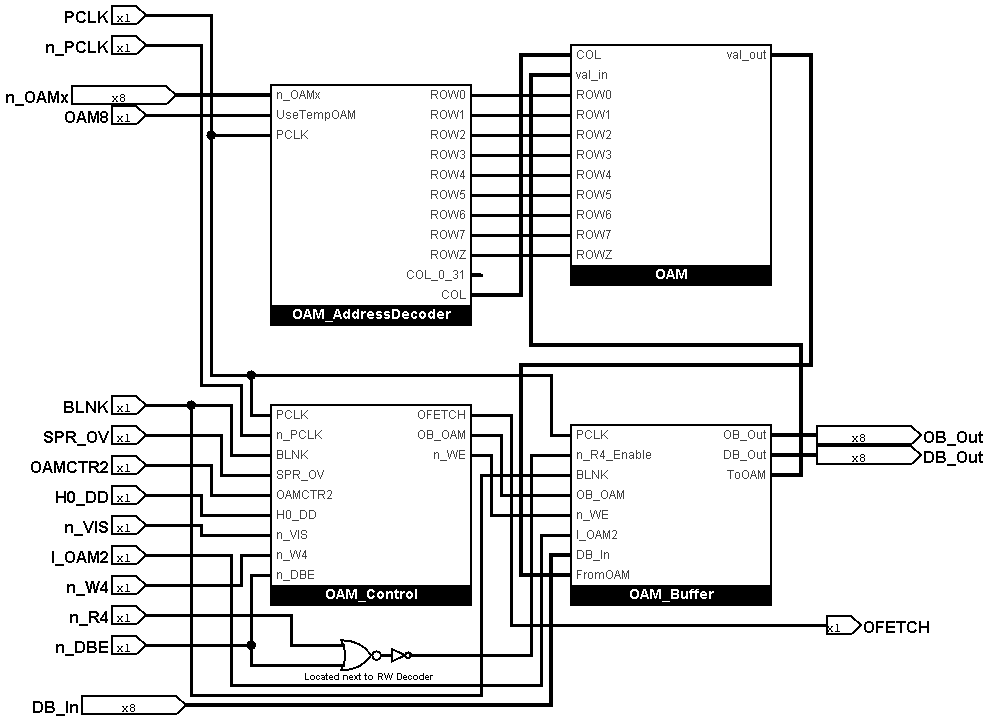 PCLK x1
n_PCLK x1
n_OAMx x8
OAM8 x1
n_OAMx ROW0
UseTempOAM ROW1
PCLK ROW2
ROW3
ROW4
ROW5
ROW6
ROW7
ROWZ
COL_0_31
COL
OAM_AddressDecoder
COL val_out
val_in
ROW0
ROW1
ROW2
ROW3
ROW4
ROW5
ROW6
ROW7
ROWZ
OAM
BLNK x1
SPR_OV x1
OAMCTR2 x1
H0_DD x1
n_VIS x1
I_OAM2 x1
n_W4 x1
n_R4 x1
n_DBE x1
DB_In x8
PCLK OFETCH
n_PCLK OB_OAM
BLNK n_WE
SPR_OV
OAMCTR2
H0_DD
n_VIS
n_W4
n_DBE
OAM_Control
Located next to RW Decoder
PCLK OB_Out
n_R4_Enable DB_Out
BLNK ToOAM
OB_OAM
n_WE
I_OAM2
DB_In
FromOAM
OAM_Buffer
x8 OB_Out
x8 DB_Out
x1 OFETCH